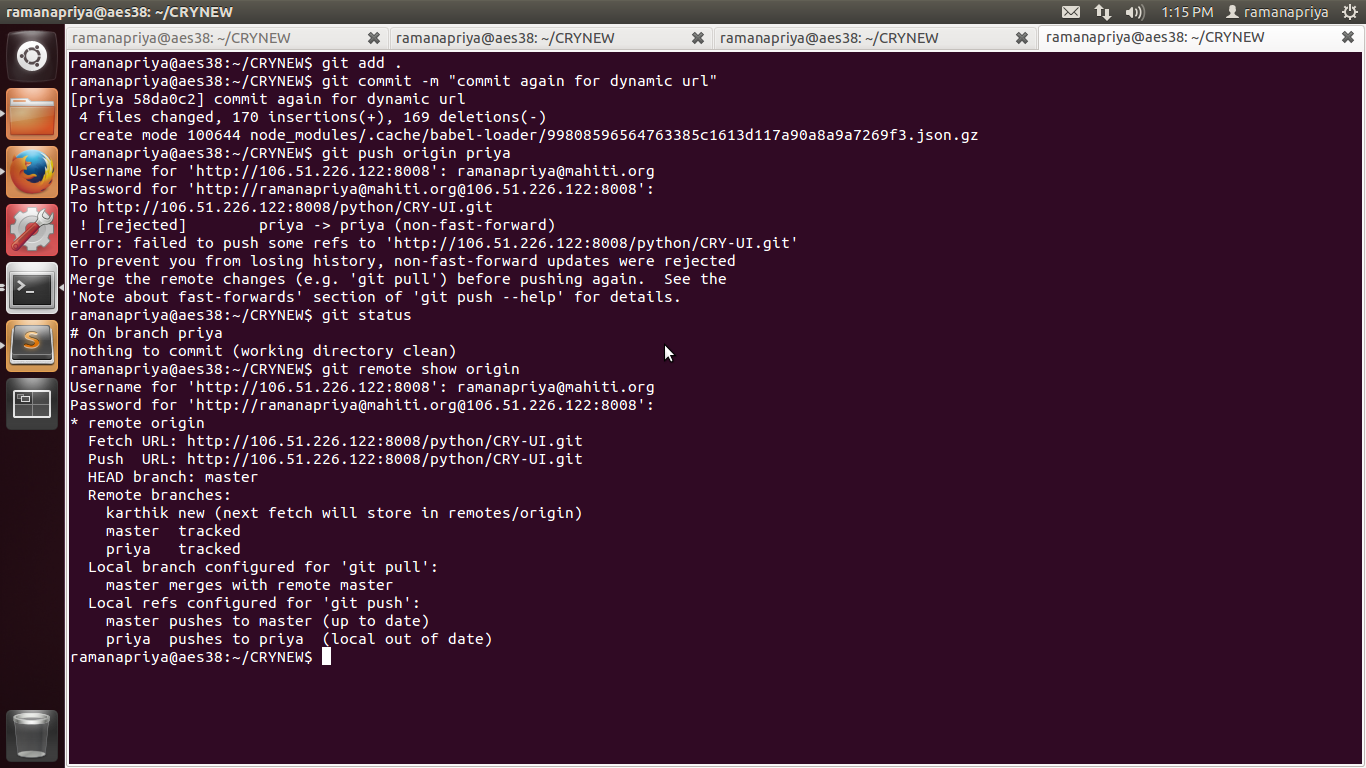 ramanapriya@aes38: ~/CRYNEW
1:15 PM ramanapriya
ramanapriya@aes38: ~/CRYNEW
ramanapriya@aes38: ~/CRYNEW
ramanapriya@aes38: ~/CRYNEW
ramanapriya@aes38: ~/CRYNEW
ramanapriya@aes38:~/CRYNEW$ git add .
ramanapriya@aes38:~/CRYNEW$ git commit -m "commit again for dynamic url"
[priya 58da0c2] commit again for dynamic url
 4 files changed, 170 insertions(+), 169 deletions(-)
 create mode 100644 node_modules/.cache/babel-loader/99808596564763385c1613d117a90a8a9a7269f3.json.gz
ramanapriya@aes38:~/CRYNEW$ git push origin priya
Username for 'http://106.51.226.122:8008': ramanapriya@mahiti.org
Password for 'http://ramanapriya@mahiti.org@106.51.226.122:8008':
To http://106.51.226.122:8008/python/CRY-UI.git
 ! [rejected]        priya -> priya (non-fast-forward)
error: failed to push some refs to 'http://106.51.226.122:8008/python/CRY-UI.git'
To prevent you from losing history, non-fast-forward updates were rejected
Merge the remote changes (e.g. 'git pull') before pushing again.  See the
'Note about fast-forwards' section of 'git push --help' for details.
ramanapriya@aes38:~/CRYNEW$ git status
# On branch priya
nothing to commit (working directory clean)
ramanapriya@aes38:~/CRYNEW$ git remote show origin
Username for 'http://106.51.226.122:8008': ramanapriya@mahiti.org
Password for 'http://ramanapriya@mahiti.org@106.51.226.122:8008':
* remote origin
  Fetch URL: http://106.51.226.122:8008/python/CRY-UI.git
  Push  URL: http://106.51.226.122:8008/python/CRY-UI.git
  HEAD branch: master
  Remote branches:
    karthik new (next fetch will store in remotes/origin)
    master  tracked
    priya   tracked
  Local branch configured for 'git pull':
    master merges with remote master
  Local refs configured for 'git push':
    master pushes to master (up to date)
    priya  pushes to priya  (local out of date)
ramanapriya@aes38:~/CRYNEW$